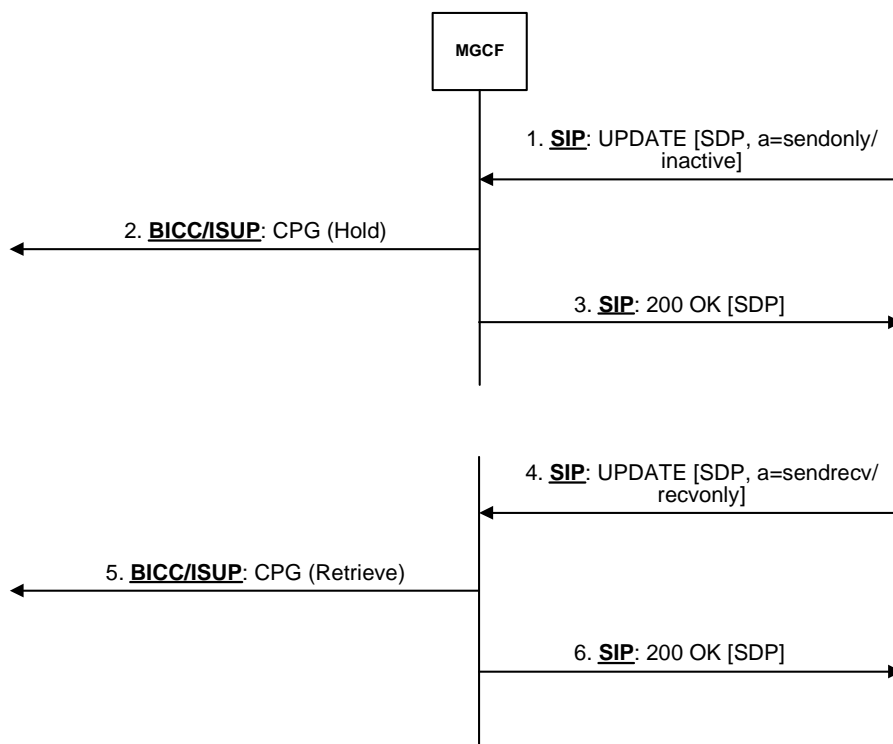 MGCF
1. SIP: UPDATE [SDP, a=sendonly/
inactive]
2. BICC/ISUP: CPG (Hold)
3. SIP: 200 OK [SDP]
4. SIP: UPDATE [SDP, a=sendrecv/
recvonly]
5. BICC/ISUP: CPG (Retrieve)
6. SIP: 200 OK [SDP]